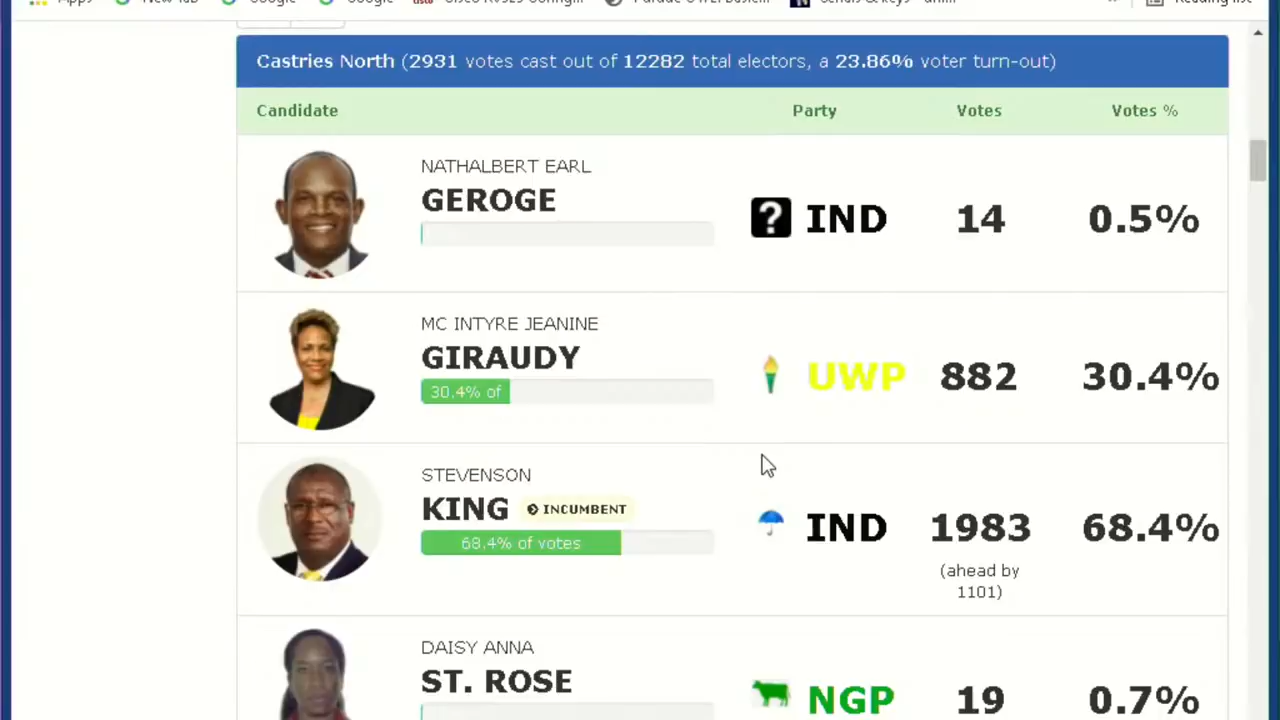 Castries North (2931 votes cast out of 12282 total electors, a 23.86% voter turn-out)
Candidate Party Votes Votes %
NATHALBERT EARL
GEROGE
IND 14 0.5%
MC INTYRE JEANINE
GIRAUDY
30.4% of
UWP 882 30.4%
STEVENSON
KING INCUMBENT
68.4% of votes
IND 1983 68.4%
(ahead by
1101)
DAISY ANNA
ST. ROSE
NGP 19 0.7%